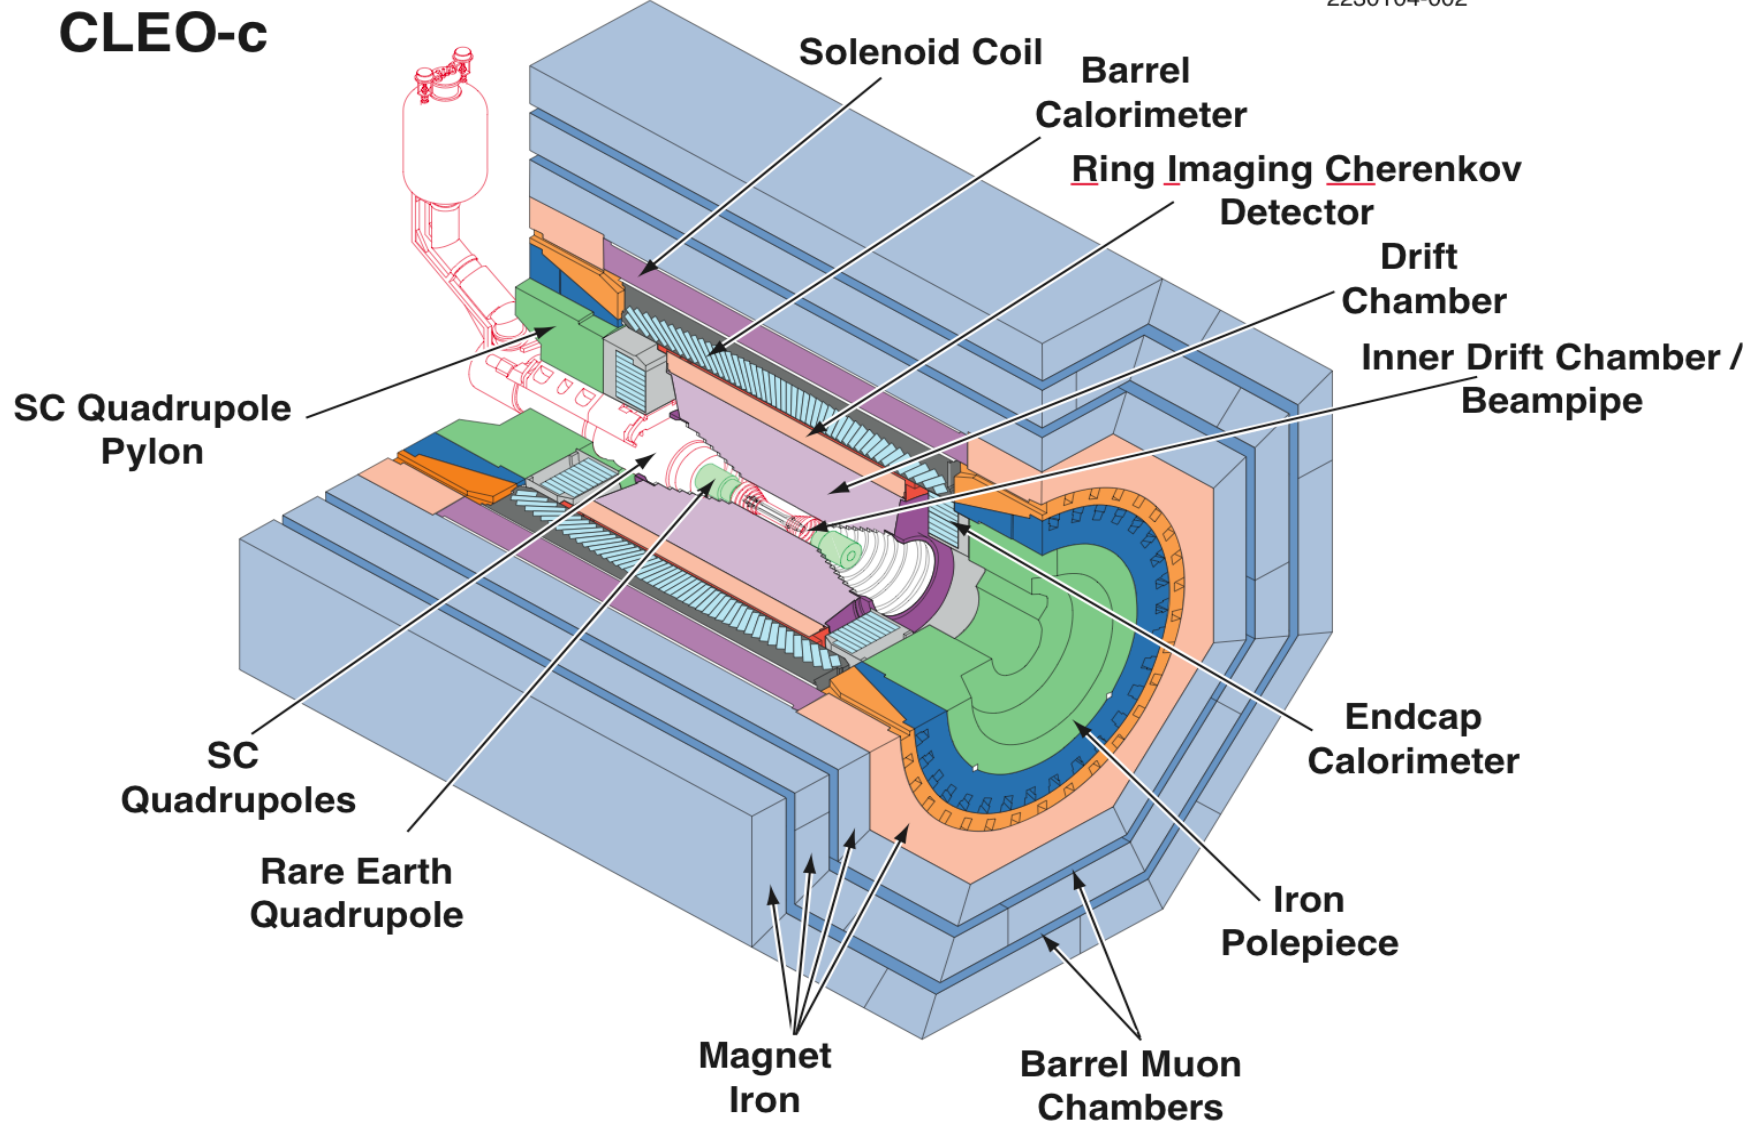 CLEO-c
Solenoid Coil
Barrel
Calorimeter
Ring Imaging Cherenkov
Detector
Drift
Chamber
Inner Drift Chamber /
Beampipe
SC Quadrupole
Pylon
SC
Quadrupoles
Rare Earth
Quadrupole
Endcap
Calorimeter
Iron
Polepiece
Magnet
Iron
Barrel Muon
Chambers